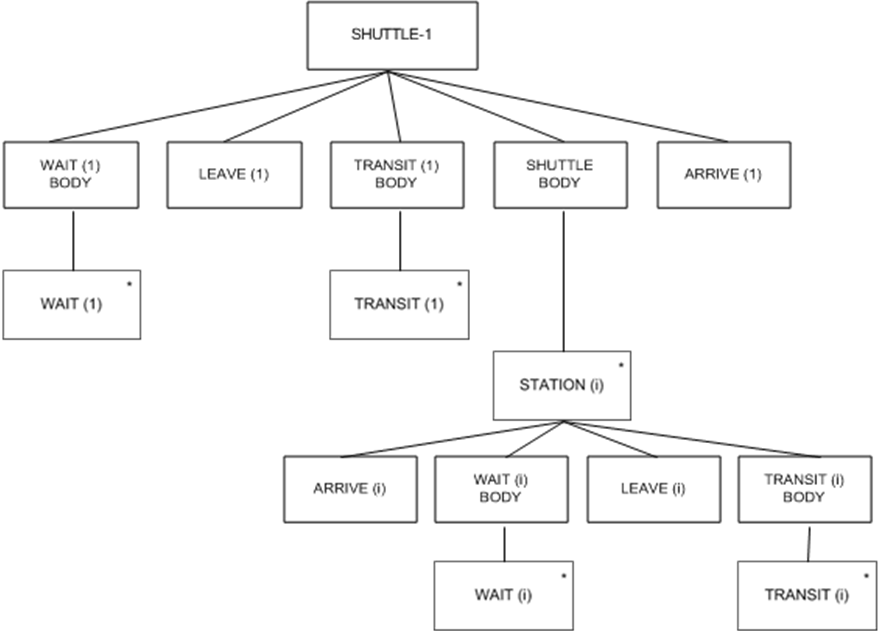 SHUTTLE-1
WAIT (1)
BODY
LEAVE (1)
TRANSIT (1)
BODY
SHUTTLE
BODY
ARRIVE (1)
*
WAIT (1)
*
TRANSIT (1)
*
STATION (i)
ARRIVE (i)
WAIT (i)
BODY
LEAVE (i)
TRANSIT (i)
BODY
*
WAIT (i)
*
TRANSIT (i)